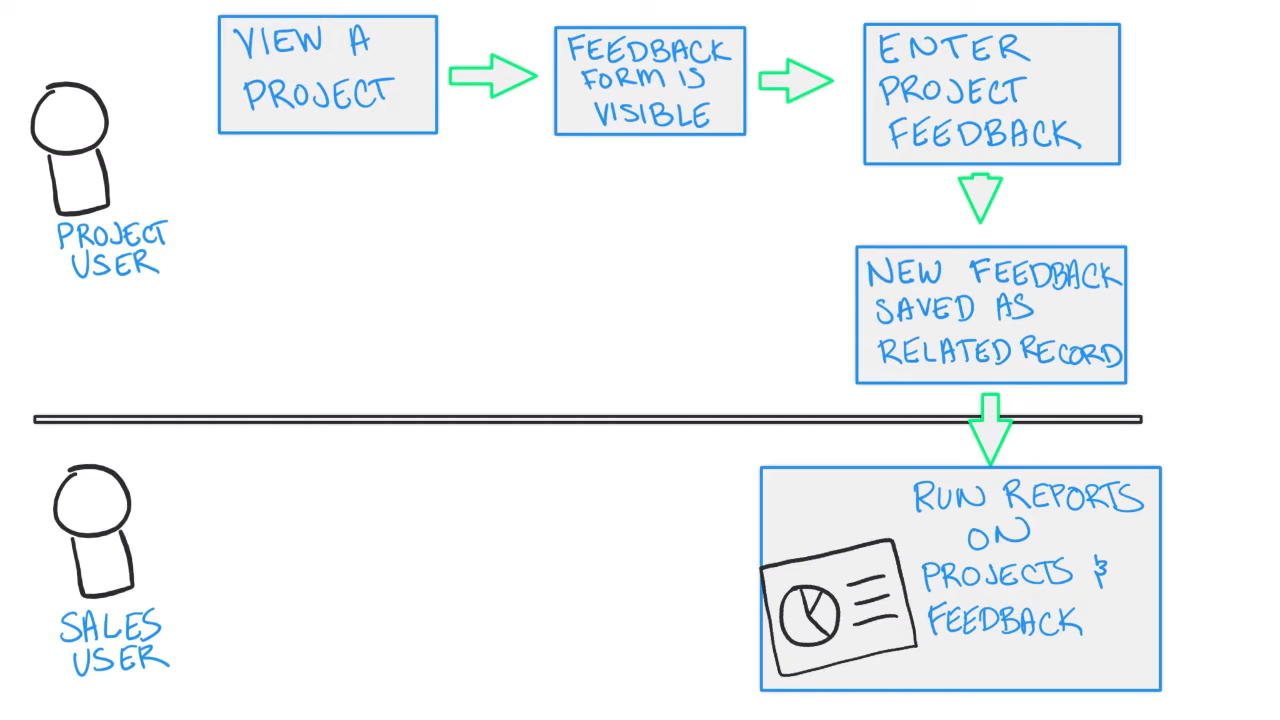 VIEW A
PROJECT
FEEDBACK
FORM IS
VISIBLE
ENTER
PROJECT
FEEDBACK
PROJECT
USER
NEW FEEDBACK
SAVED AS
RELATED RECORD
SALES
USER
RUN REPORTS
ON
PROJECTS &
FEEDBACK